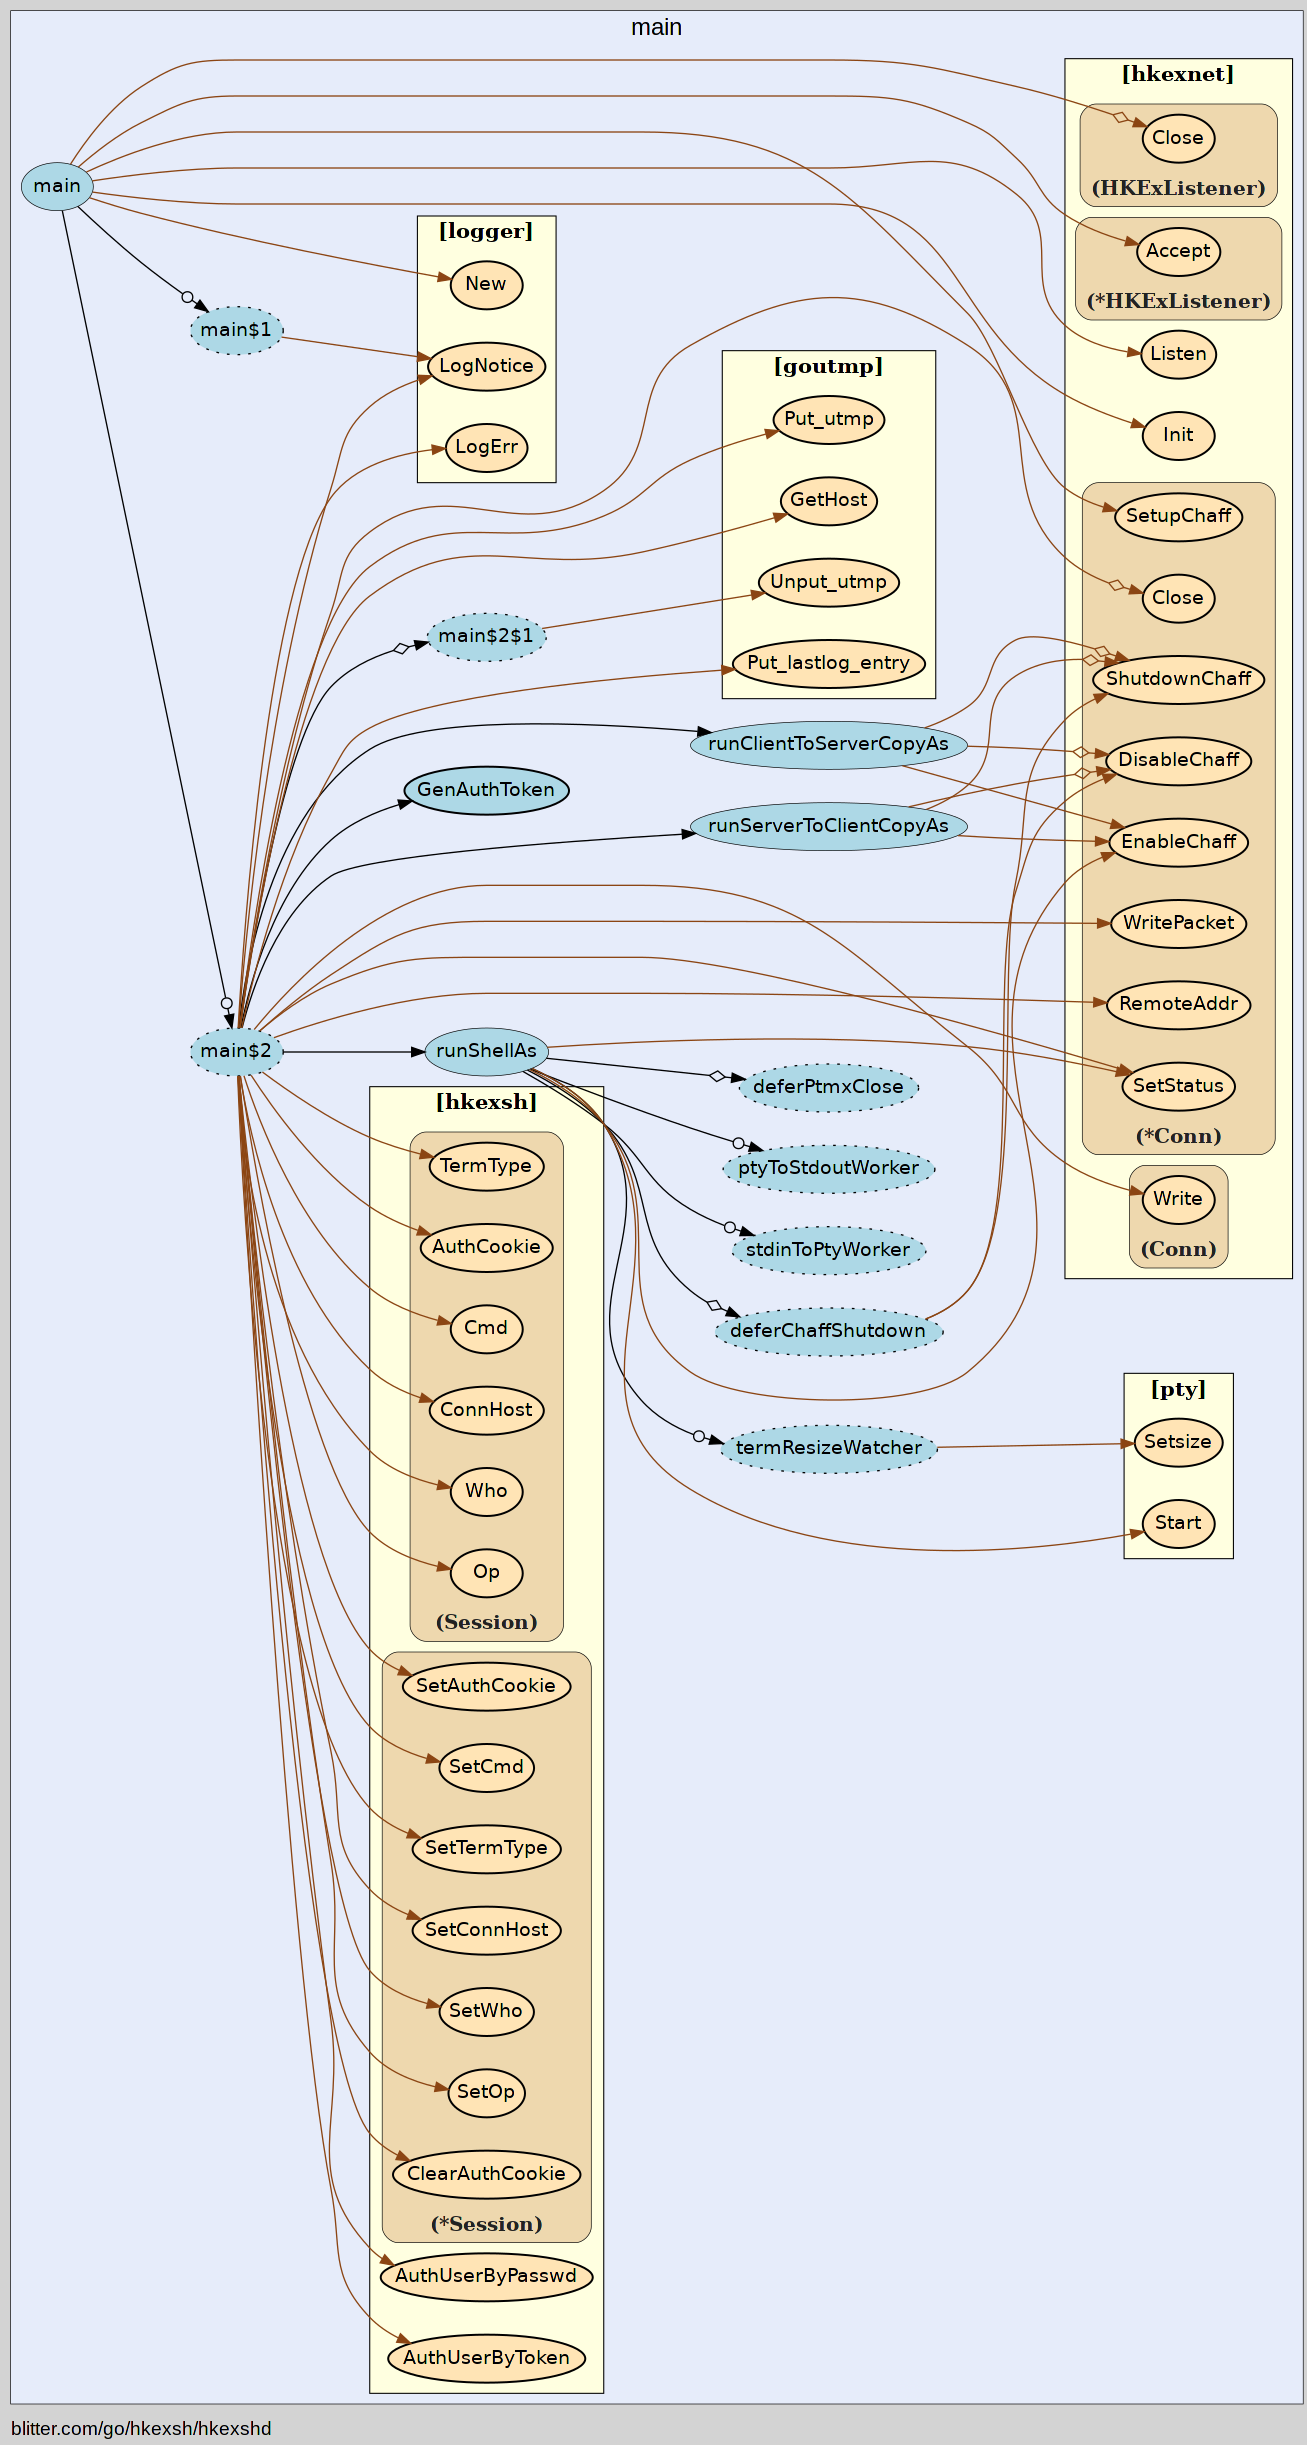 main
[hkexnet]
Close
(HKExListener)
main
[logger]
Accept
(*HKExListener)
New
main$1
LogNotice
Listen
[goutmp]
LogErr
Put_utmp
Init
GetHost
SetupChaff
Unput_utmp
Close
main$2$1
Put_lastlog_entry
ShutdownChaff
runClientToServerCopyAs
DisableChaff
GenAuthToken
runServerToClientCopyAs
EnableChaff
WritePacket
RemoteAddr
main$2
runShellAs
deferPtmxClose
SetStatus
[hkexsh]
(*Conn)
TermType
ptyToStdoutWorker
Write
AuthCookie
stdinToPtyWorker
(Conn)
Cmd
deferChaffShutdown
[pty]
ConnHost
termResizeWatcher
Setsize
Who
Start
Op
(Session)
SetAuthCookie
SetCmd
SetTermType
SetConnHost
SetWho
SetOp
ClearAuthCookie
(*Session)
AuthUserByPasswd
AuthUserByToken
blitter.com/go/hkexsh/hkexshd